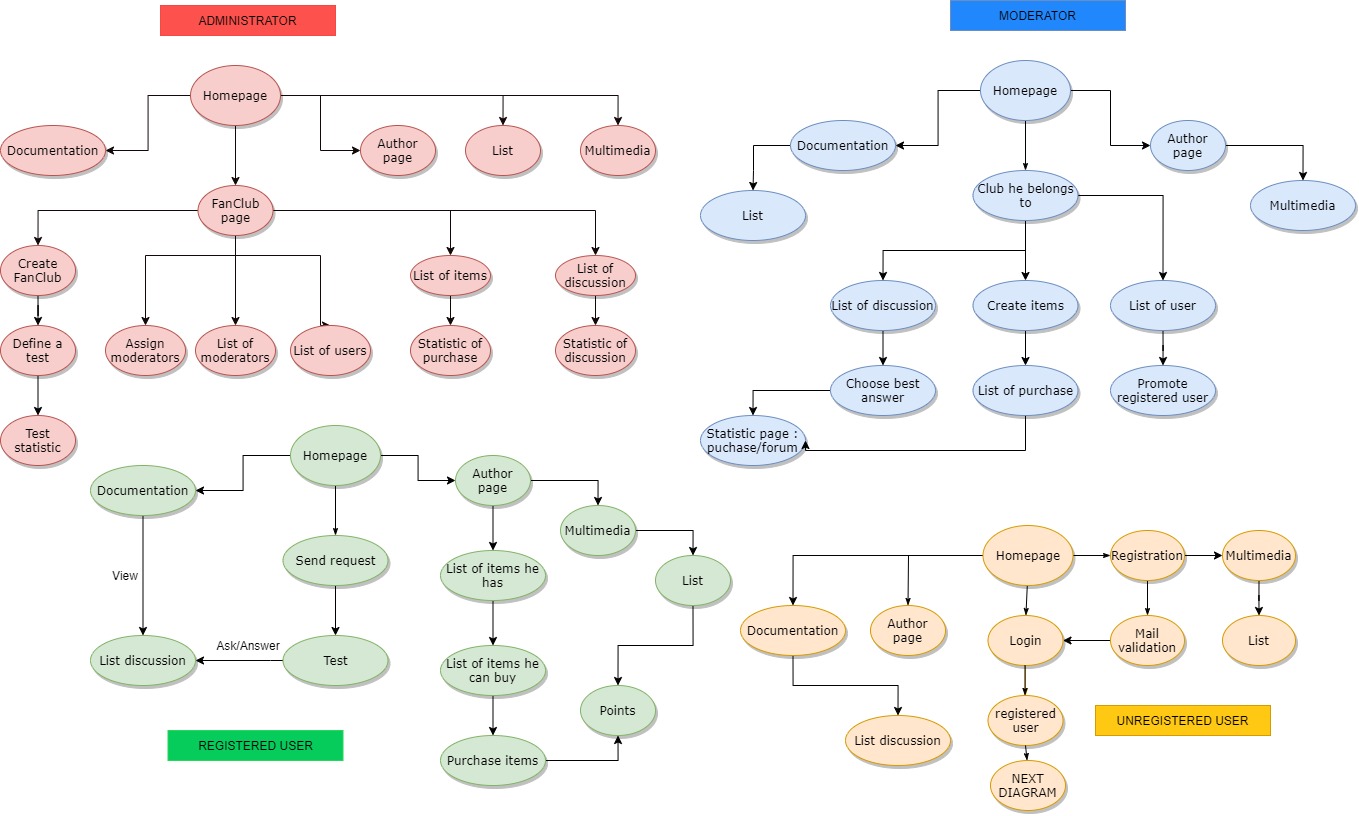 ADMINISTRATOR
Homepage
Documentation
Author
page
List
Multimedia
FanClub
page
Create
FanClub
List of items
List of
discussion
Define a
test
Assign
moderators
List of
moderators
List of users
Statistic of
purchase
Statistic of
discussion
Test
statistic
MODERATOR
Homepage
Documentation
Author
page
List
Club he belongs
to
Multimedia
List of discussion
Create items
List of user
Choose best
answer
List of purchase
Promote
registered user
Statistic page :
puchase/forum
Homepage
Documentation
Author
page
Multimedia
Send request
View
List of items he
has
List
Ask/Answer
List discussion
Test
List of items he
can buy
Points
Purchase items
REGISTERED USER
Homepage
Registration
Multimedia
Documentation
Author
page
Login
Mail
validation
List
List discussion
registered
user
NEXT
DIAGRAM
UNREGISTERED USER